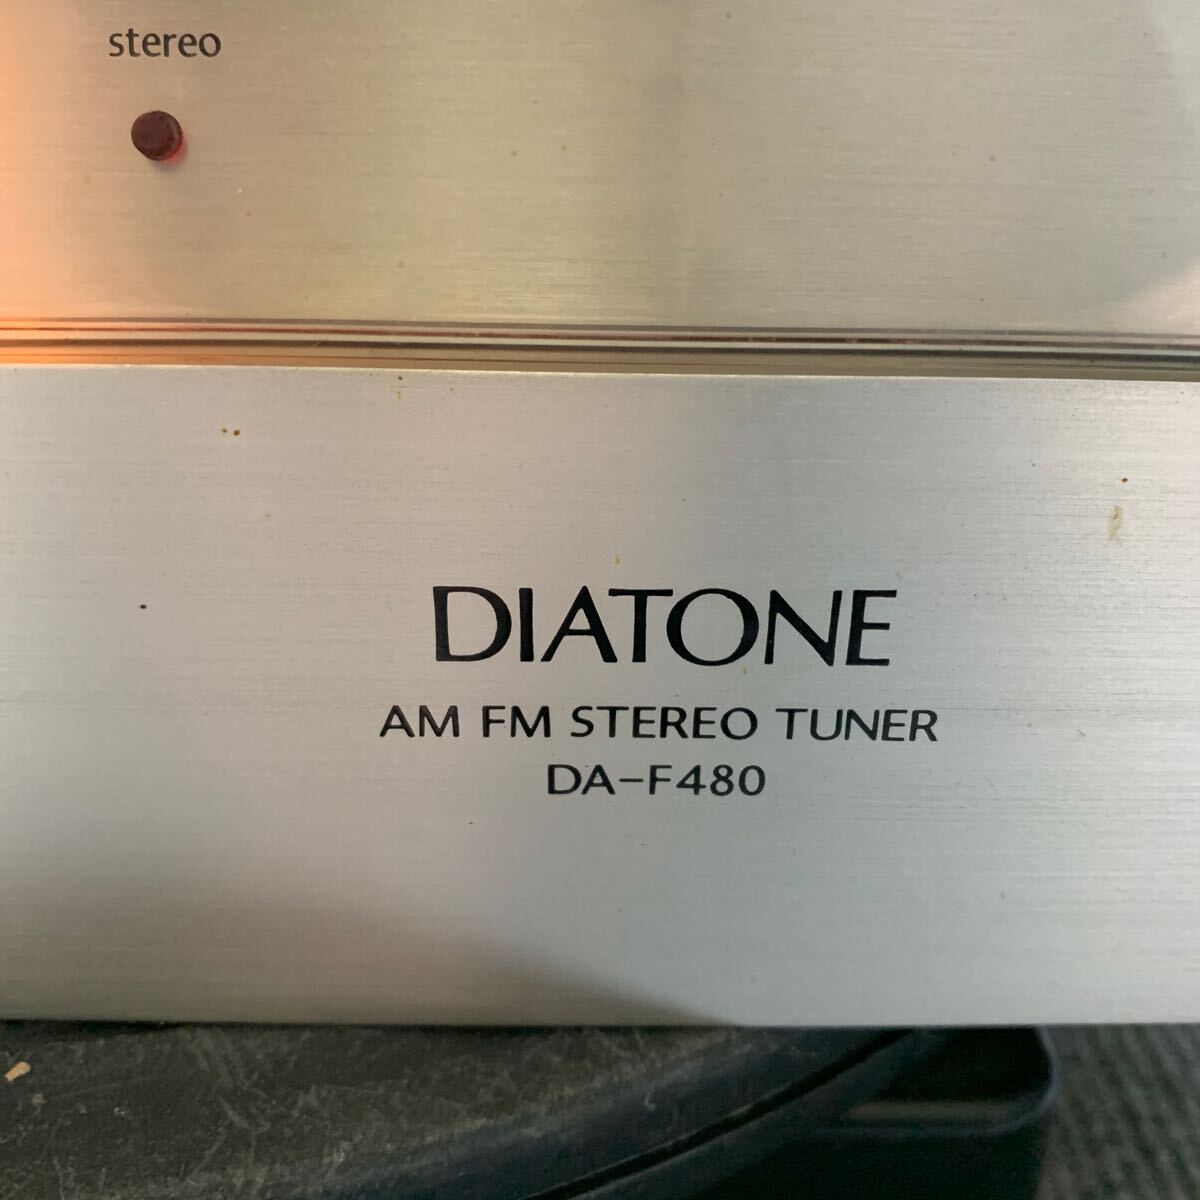 stereo
DIATONE
AM FM STEREO TUNER
DA-F480